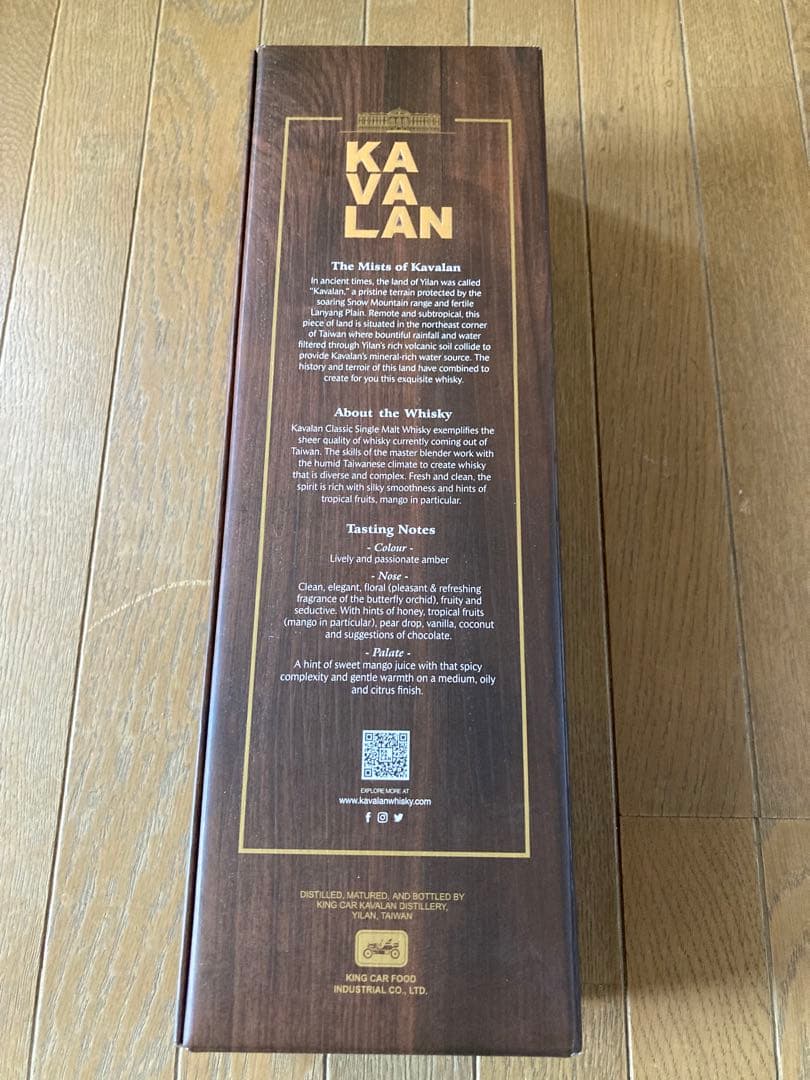 KA
VA
LAN
The Mists of Kavalan
In ancient times, the land of Yilan was called
"Kavalan," a pristine terrain protected by the
soaring Snow Mountain range and fertile
Lanyang Plain. Remote and subtropical, this
piece of land is situated in the northeast corner
of Taiwan where bountiful rainfall and water
filtered through Yilan's rich volcanic soil collide to
provide Kavalan's mineral-rich water source. The
history and terroir of this land have combined to
create for you this exquisite whisky.
About the Whisky
Kavalan Classic Single Malt Whisky exemplifies the
sheer quality of whisky currently coming out of
Taiwan. The skills of the master blender work with
the humid Taiwanese climate to create whisky
that is diverse and complex. Fresh and clean, the
spirit is rich with silky smoothness and hints of
tropical fruits, mango in particular.
Tasting Notes
- Colour -
Lively and passionate amber
- Nose -
Clean, elegant, floral (pleasant & refreshing
fragrance of the butterfly orchid), fruity and
seductive. With hints of honey, tropical fruits
(mango in particular), pear drop, vanilla, coconut
and suggestions of chocolate.
- Palate -
A hint of sweet mango juice with that spicy
complexity and gentle warmth on a medium, oily
and citrus finish.
EXPLORE MORE AT
www.kavalanwhisky.com
DISTILLED, MATURED, AND BOTTLED BY
KING CAR KAVALAN DISTILLERY,
YILAN, TAIWAN
KING CAR FOOD
INDUSTRIAL CO., LTD.